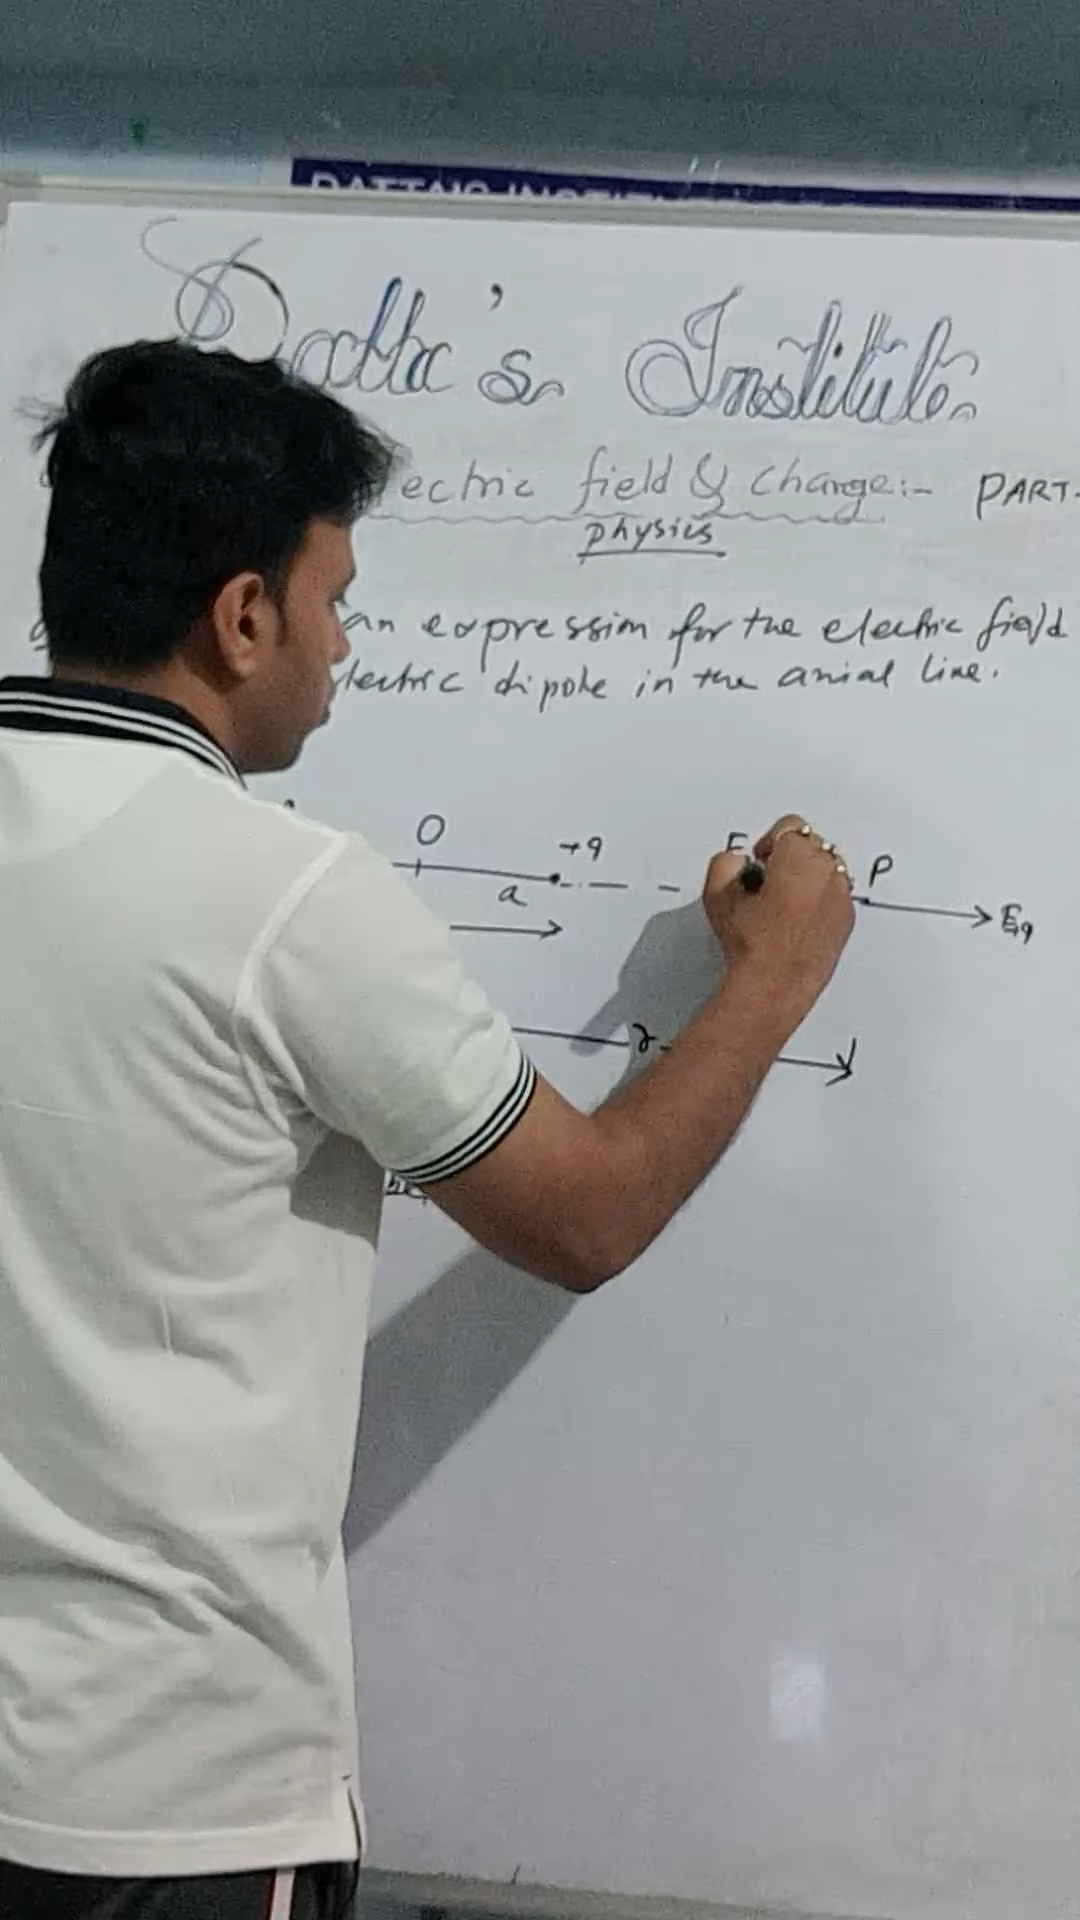 Datta's Institute
ectric field & Charge:- PART-
physics
an expression for the electric field
lectric dipole in the axial line.
O
+q
P
a
E+q
r